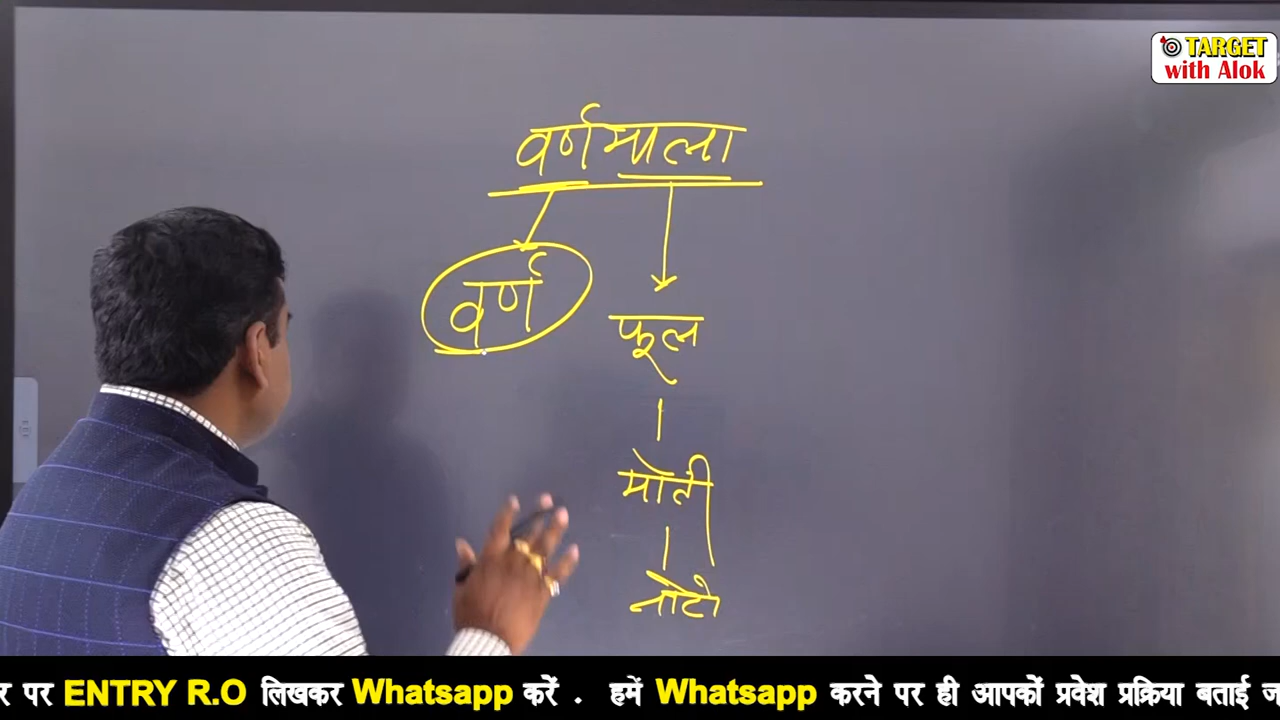 TARGET
with Alok
वर्णमाला
वर्ण
फूल
मोती
नोटो
र पर ENTRY R.O लिखकर Whatsapp करें . हमें Whatsapp करने पर ही आपकों प्रवेश प्रक्रिया बताई ज